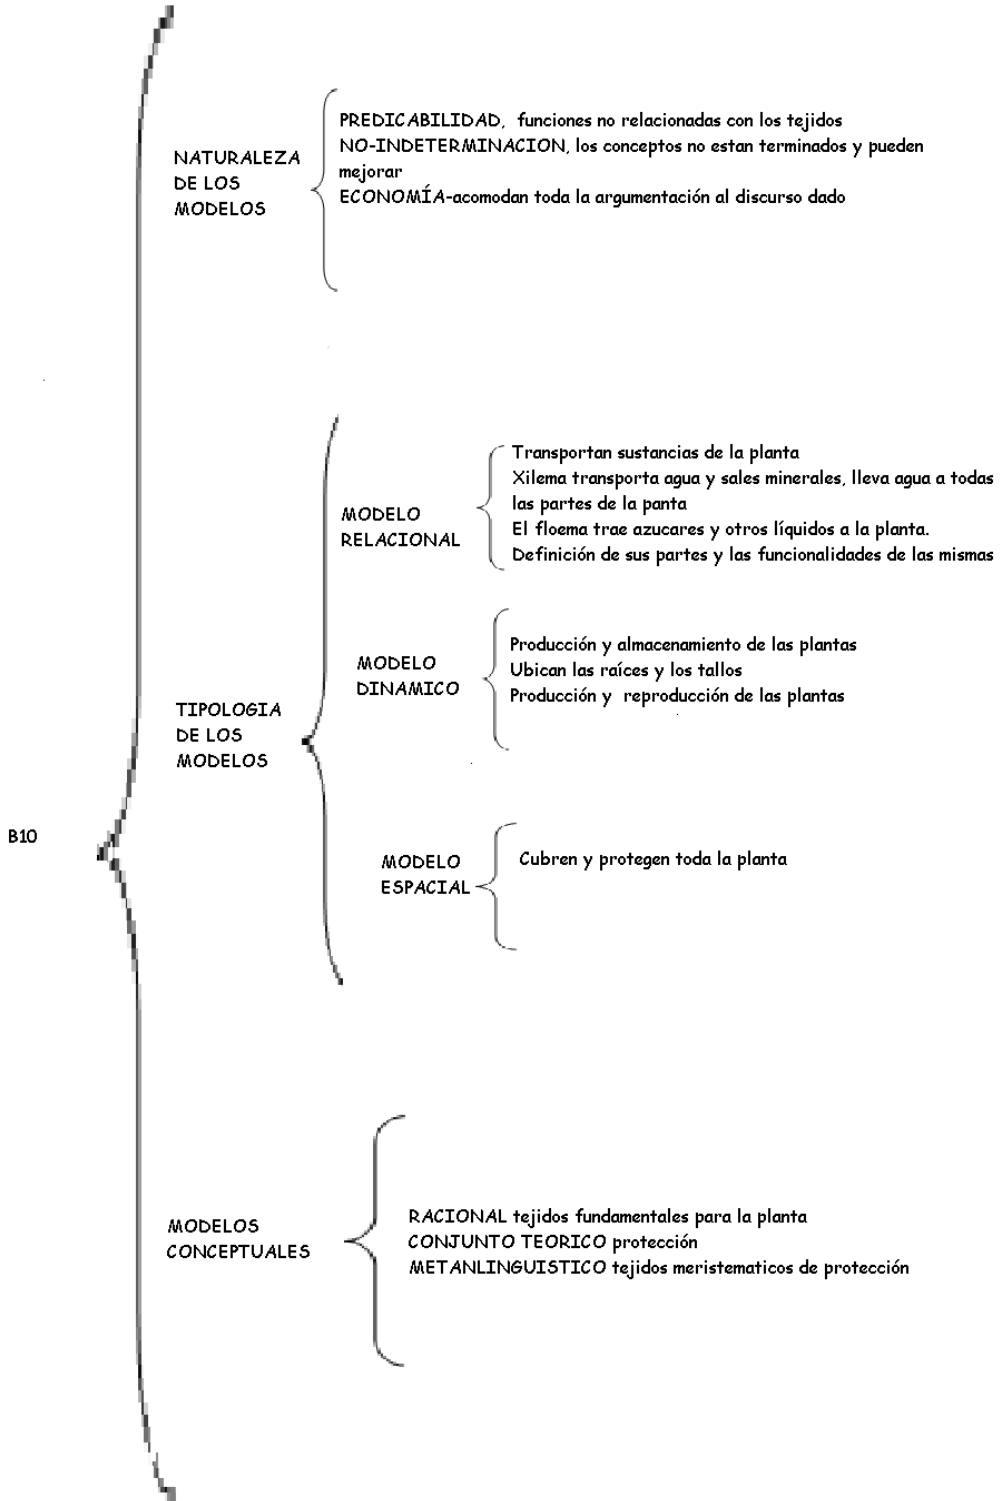 NATURALEZA
DE LOS
MODELOS
PREDICABILIDAD, funciones no relacionadas con los tejidos
NO-INDETERMINACION, los conceptos no estan terminados y pueden
mejorar
ECONOMÍA-acomodan toda la argumentación al discurso dado
B10
TIPOLOGIA
DE LOS
MODELOS
MODELO
RELACIONAL
Transportan sustancias de la planta
Xilema transporta agua y sales minerales, lleva agua a todas
las partes de la panta
El floema trae azucares y otros líquidos a la planta.
Definición de sus partes y las funcionalidades de las mismas
MODELO
DINAMICO
Producción y almacenamiento de las plantas
Ubican las raíces y los tallos
Producción y reproducción de las plantas
MODELO
ESPACIAL
Cubren y protegen toda la planta
MODELOS
CONCEPTUALES
RACIONAL tejidos fundamentales para la planta
CONJUNTO TEORICO protección
METANLINGUISTICO tejidos meristematicos de protección